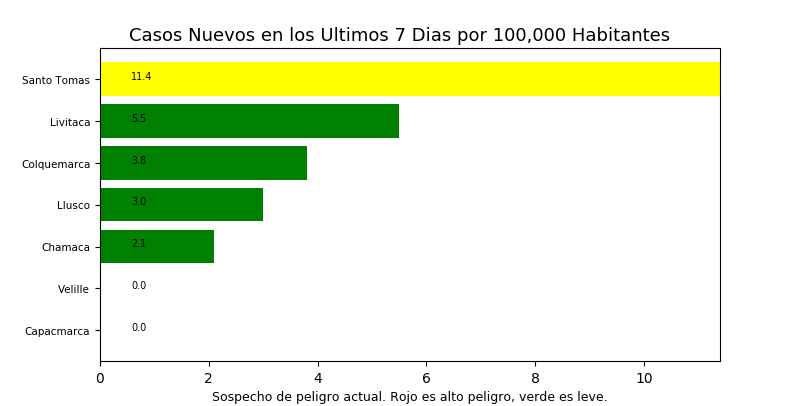 Casos Nuevos en los Ultimos 7 Dias por 100,000 Habitantes
Santo Tomas 11.4
Livitaca 5.5
Colquemarca 3.8
Llusco 3.0
Chamaca 2.1
Velille 0.0
Capacmarca 0.0
0 2 4 6 8 10
Sospecho de peligro actual. Rojo es alto peligro, verde es leve.